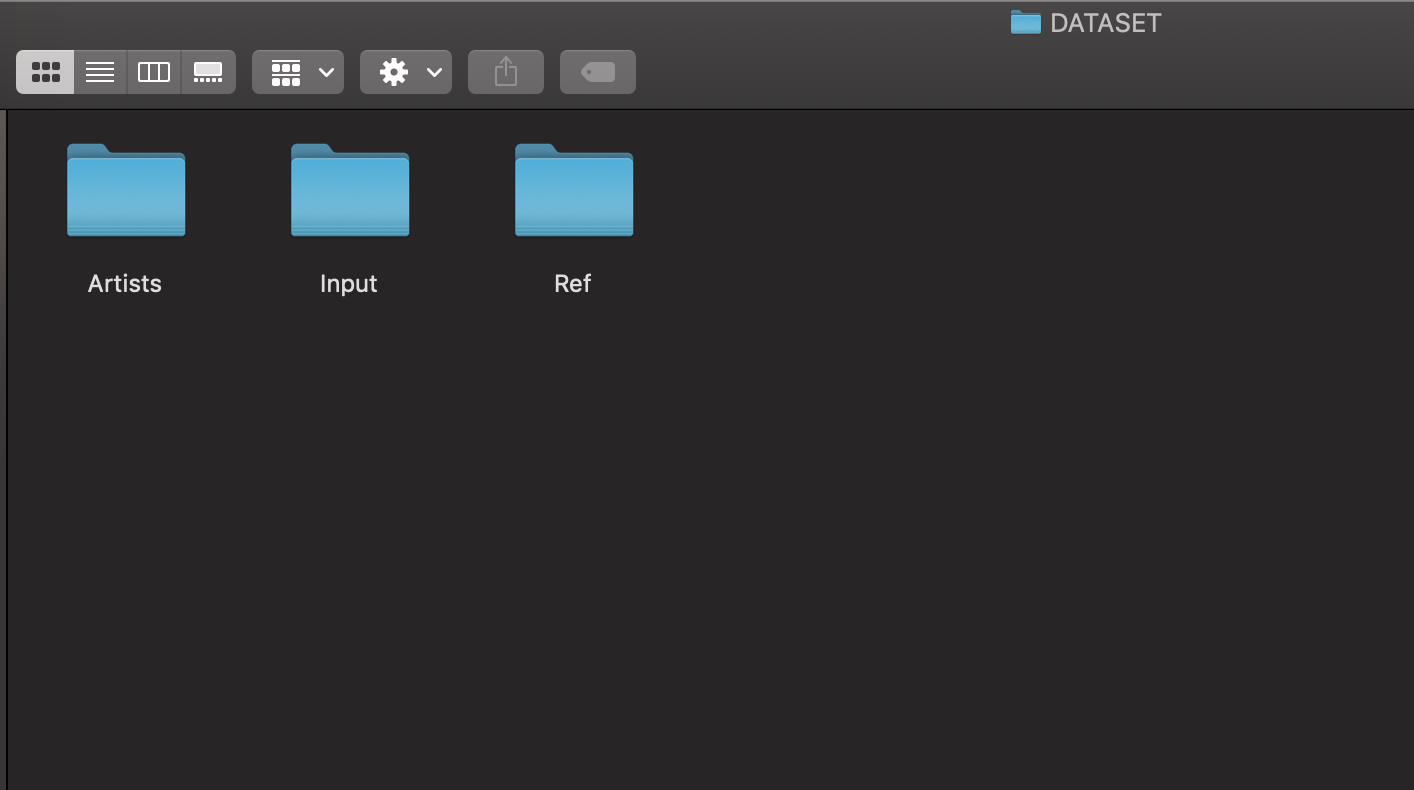 DATASET
Artists
Input
Ref